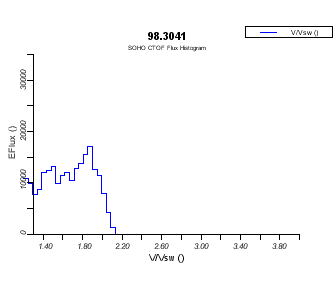 98.3041
SOHO CTOF Flux Histogram
V/Vsw ()
EFlux ()
30000
20000
10000
0
1.40 1.80 2.20 2.60 3.00 3.40 3.80
V/Vsw ()